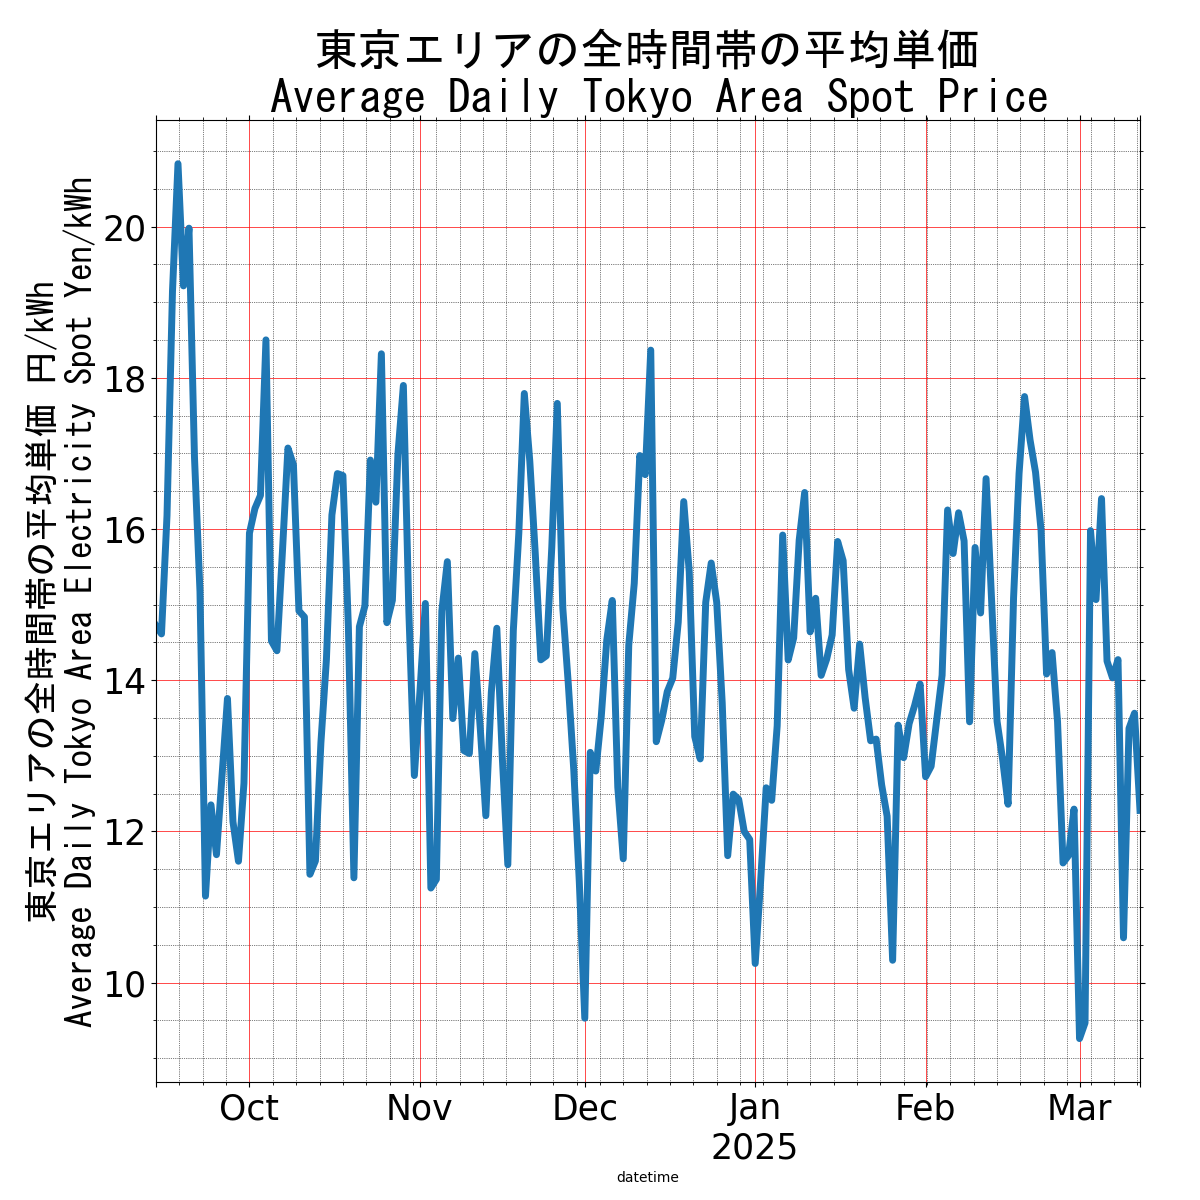 東京エリアの全時間帯の平均単価
Average Daily Tokyo Area Spot Price
東京エリアの全時間帯の平均単価 円/kWh
Average Daily Tokyo Area Electricity Spot Yen/kWh
20
18
16
14
12
10
Oct
Nov
Dec
Jan
2025
Feb
Mar
datetime